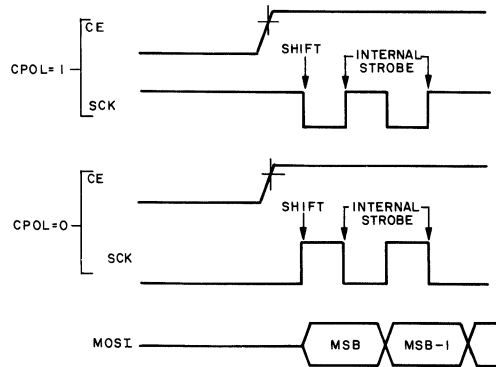 CE
SHIFT
INTERNAL
STROBE
CPOL=1
SCK
CE
SHIFT
INTERNAL
STROBE
CPOL=0
SCK
MOSI
MSB
MSB-1